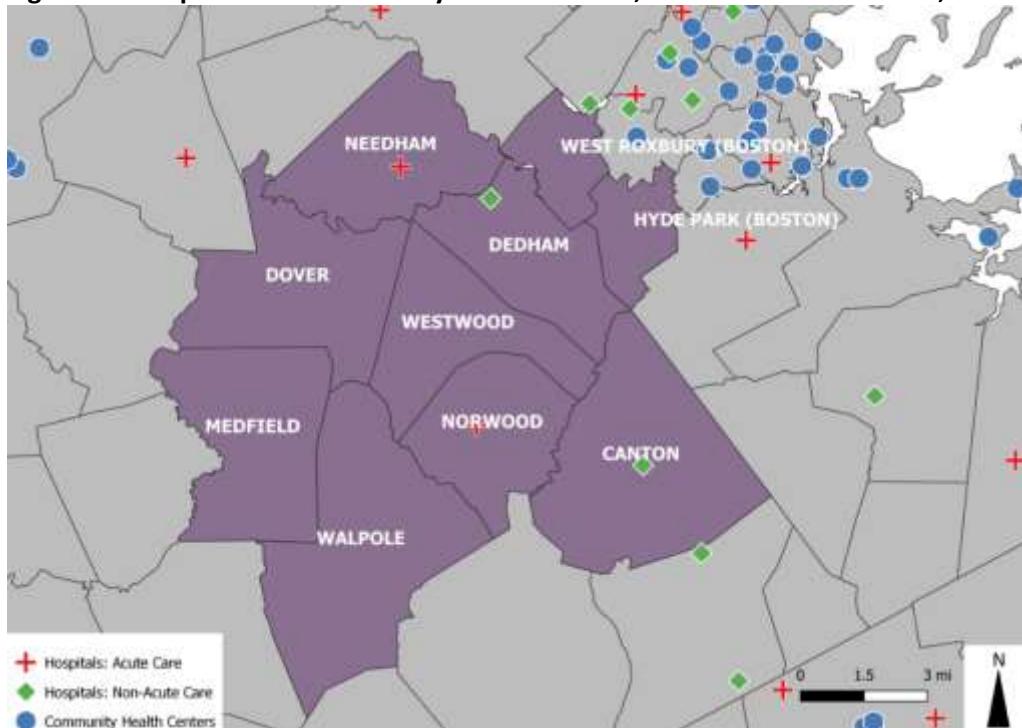 NEEDHAM
WEST ROXBURY (BOSTON)
HYDE PARK (BOSTON)
DEDHAM
DOVER
WESTWOOD
MEDFIELD
NORWOOD
CANTON
WALPOLE
Hospitals: Acute Care
Hospitals: Non-Acute Care
Community Health Centers
0 1.5 3 mi
N